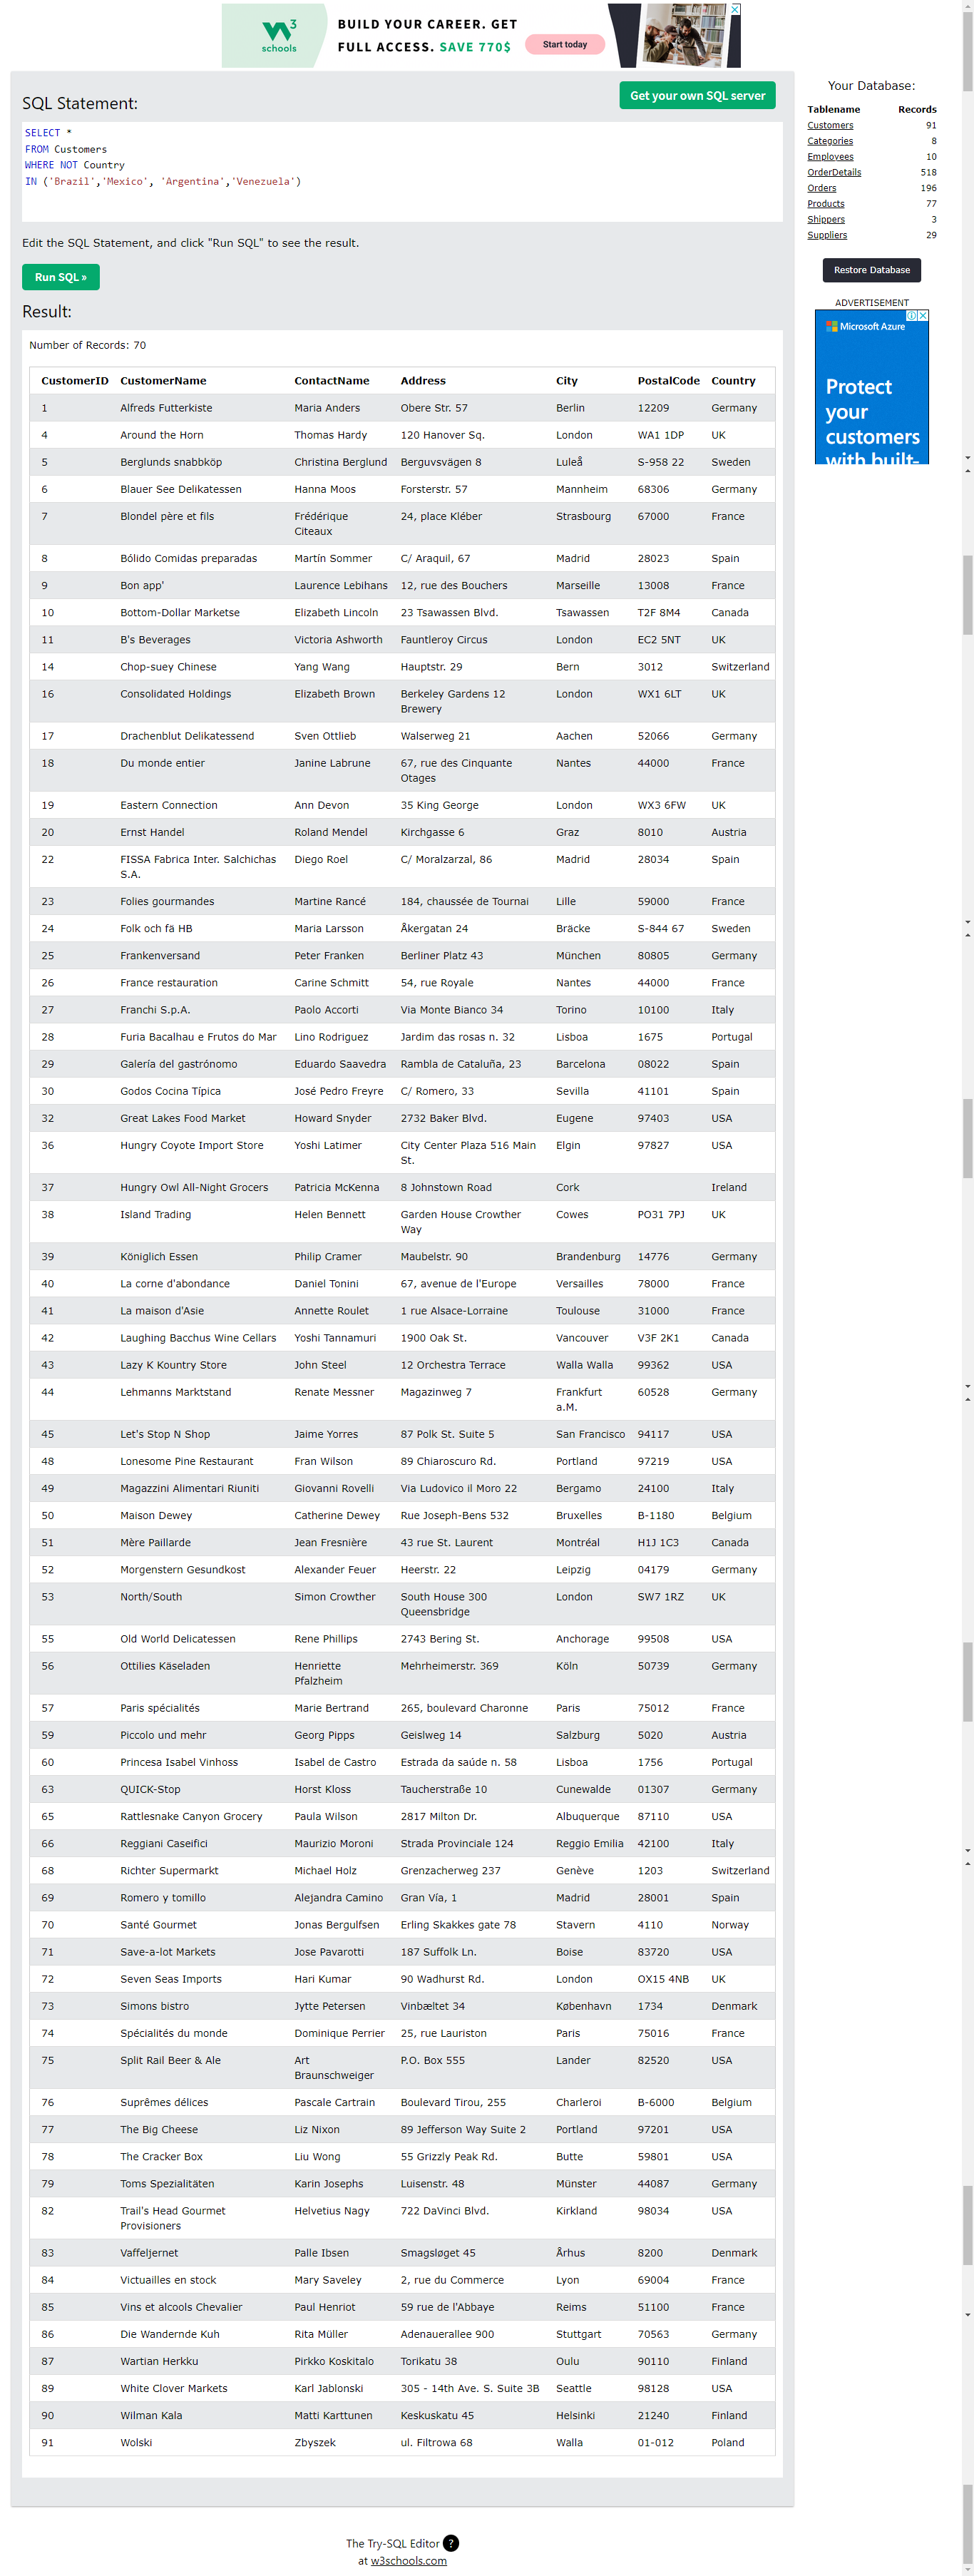 W3 schools
BUILD YOUR CAREER. GET
FULL ACCESS. SAVE 770$
Start today
SQL Statement:
Get your own SQL server
SELECT *
FROM Customers
WHERE NOT Country
IN ('Brazil','Mexico', 'Argentina','Venezuela')
Edit the SQL Statement, and click "Run SQL" to see the result.
Run SQL »
Result:
Number of Records: 70
CustomerID CustomerName ContactName Address City PostalCode Country
1 Alfreds Futterkiste Maria Anders Obere Str. 57 Berlin 12209 Germany
4 Around the Horn Thomas Hardy 120 Hanover Sq. London WA1 1DP UK
5 Berglunds snabbköp Christina Berglund Berguvsvägen 8 Luleå S-958 22 Sweden
6 Blauer See Delikatessen Hanna Moos Forsterstr. 57 Mannheim 68306 Germany
7 Blondel père et fils Frédérique Citeaux 24, place Kléber Strasbourg 67000 France
8 Bólido Comidas preparadas Martín Sommer C/ Araquil, 67 Madrid 28023 Spain
9 Bon app' Laurence Lebihans 12, rue des Bouchers Marseille 13008 France
10 Bottom-Dollar Marketse Elizabeth Lincoln 23 Tsawassen Blvd. Tsawassen T2F 8M4 Canada
11 B's Beverages Victoria Ashworth Fauntleroy Circus London EC2 5NT UK
14 Chop-suey Chinese Yang Wang Hauptstr. 29 Bern 3012 Switzerland
16 Consolidated Holdings Elizabeth Brown Berkeley Gardens 12 Brewery London WX1 6LT UK
17 Drachenblut Delikatessend Sven Ottlieb Walserweg 21 Aachen 52066 Germany
18 Du monde entier Janine Labrune 67, rue des Cinquante Otages Nantes 44000 France
19 Eastern Connection Ann Devon 35 King George London WX3 6FW UK
20 Ernst Handel Roland Mendel Kirchgasse 6 Graz 8010 Austria
22 FISSA Fabrica Inter. Salchichas S.A. Diego Roel C/ Moralzarzal, 86 Madrid 28034 Spain
23 Folies gourmandes Martine Rancé 184, chaussée de Tournai Lille 59000 France
24 Folk och fä HB Maria Larsson Åkergatan 24 Bräcke S-844 67 Sweden
25 Frankenversand Peter Franken Berliner Platz 43 München 80805 Germany
26 France restauration Carine Schmitt 54, rue Royale Nantes 44000 France
27 Franchi S.p.A. Paolo Accorti Via Monte Bianco 34 Torino 10100 Italy
28 Furia Bacalhau e Frutos do Mar Lino Rodriguez Jardim das rosas n. 32 Lisboa 1675 Portugal
29 Galería del gastrónomo Eduardo Saavedra Rambla de Cataluña, 23 Barcelona 08022 Spain
30 Godos Cocina Típica José Pedro Freyre C/ Romero, 33 Sevilla 41101 Spain
32 Great Lakes Food Market Howard Snyder 2732 Baker Blvd. Eugene 97403 USA
36 Hungry Coyote Import Store Yoshi Latimer City Center Plaza 516 Main St. Elgin 97827 USA
37 Hungry Owl All-Night Grocers Patricia McKenna 8 Johnstown Road Cork Ireland
38 Island Trading Helen Bennett Garden House Crowther Way Cowes PO31 7PJ UK
39 Königlich Essen Philip Cramer Maubelstr. 90 Brandenburg 14776 Germany
40 La corne d'abondance Daniel Tonini 67, avenue de l'Europe Versailles 78000 France
41 La maison d'Asie Annette Roulet 1 rue Alsace-Lorraine Toulouse 31000 France
42 Laughing Bacchus Wine Cellars Yoshi Tannamuri 1900 Oak St. Vancouver V3F 2K1 Canada
43 Lazy K Kountry Store John Steel 12 Orchestra Terrace Walla Walla 99362 USA
44 Lehmanns Marktstand Renate Messner Magazinweg 7 Frankfurt a.M. 60528 Germany
45 Let's Stop N Shop Jaime Yorres 87 Polk St. Suite 5 San Francisco 94117 USA
48 Lonesome Pine Restaurant Fran Wilson 89 Chiaroscuro Rd. Portland 97219 USA
49 Magazzini Alimentari Riuniti Giovanni Rovelli Via Ludovico il Moro 22 Bergamo 24100 Italy
50 Maison Dewey Catherine Dewey Rue Joseph-Bens 532 Bruxelles B-1180 Belgium
51 Mère Paillarde Jean Fresnière 43 rue St. Laurent Montréal H1J 1C3 Canada
52 Morgenstern Gesundkost Alexander Feuer Heerstr. 22 Leipzig 04179 Germany
53 North/South Simon Crowther South House 300 Queensbridge London SW7 1RZ UK
55 Old World Delicatessen Rene Phillips 2743 Bering St. Anchorage 99508 USA
56 Ottilies Käseladen Henriette Pfalzheim Mehrheimerstr. 369 Köln 50739 Germany
57 Paris spécialités Marie Bertrand 265, boulevard Charonne Paris 75012 France
59 Piccolo und mehr Georg Pipps Geislweg 14 Salzburg 5020 Austria
60 Princesa Isabel Vinhoss Isabel de Castro Estrada da saúde n. 58 Lisboa 1756 Portugal
63 QUICK-Stop Horst Kloss Taucherstraße 10 Cunewalde 01307 Germany
65 Rattlesnake Canyon Grocery Paula Wilson 2817 Milton Dr. Albuquerque 87110 USA
66 Reggiani Caseifici Maurizio Moroni Strada Provinciale 124 Reggio Emilia 42100 Italy
68 Richter Supermarkt Michael Holz Grenzacherweg 237 Genève 1203 Switzerland
69 Romero y tomillo Alejandra Camino Gran Vía, 1 Madrid 28001 Spain
70 Santé Gourmet Jonas Bergulfsen Erling Skakkes gate 78 Stavern 4110 Norway
71 Save-a-lot Markets Jose Pavarotti 187 Suffolk Ln. Boise 83720 USA
72 Seven Seas Imports Hari Kumar 90 Wadhurst Rd. London OX15 4NB UK
73 Simons bistro Jytte Petersen Vinbæltet 34 København 1734 Denmark
74 Spécialités du monde Dominique Perrier 25, rue Lauriston Paris 75016 France
75 Split Rail Beer & Ale Art Braunschweiger P.O. Box 555 Lander 82520 USA
76 Suprêmes délices Pascale Cartrain Boulevard Tirou, 255 Charleroi B-6000 Belgium
77 The Big Cheese Liz Nixon 89 Jefferson Way Suite 2 Portland 97201 USA
78 The Cracker Box Liu Wong 55 Grizzly Peak Rd. Butte 59801 USA
79 Toms Spezialitäten Karin Josephs Luisenstr. 48 Münster 44087 Germany
82 Trail's Head Gourmet Provisioners Helvetius Nagy 722 DaVinci Blvd. Kirkland 98034 USA
83 Vaffeljernet Palle Ibsen Smagsløget 45 Århus 8200 Denmark
84 Victuailles en stock Mary Saveley 2, rue du Commerce Lyon 69004 France
85 Vins et alcools Chevalier Paul Henriot 59 rue de l'Abbaye Reims 51100 France
86 Die Wandernde Kuh Rita Müller Adenauerallee 900 Stuttgart 70563 Germany
87 Wartian Herkku Pirkko Koskitalo Torikatu 38 Oulu 90110 Finland
89 White Clover Markets Karl Jablonski 305 - 14th Ave. S. Suite 3B Seattle 98128 USA
90 Wilman Kala Matti Karttunen Keskuskatu 45 Helsinki 21240 Finland
91 Wolski Zbyszek ul. Filtrowa 68 Walla 01-012 Poland
Your Database:
Tablename Records
Customers 91
Categories 8
Employees 10
OrderDetails 518
Orders 196
Products 77
Shippers 3
Suppliers 29
Restore Database
ADVERTISEMENT
Microsoft Azure
Protect
your
customers
with built-
The Try-SQL Editor ?
at w3schools.com